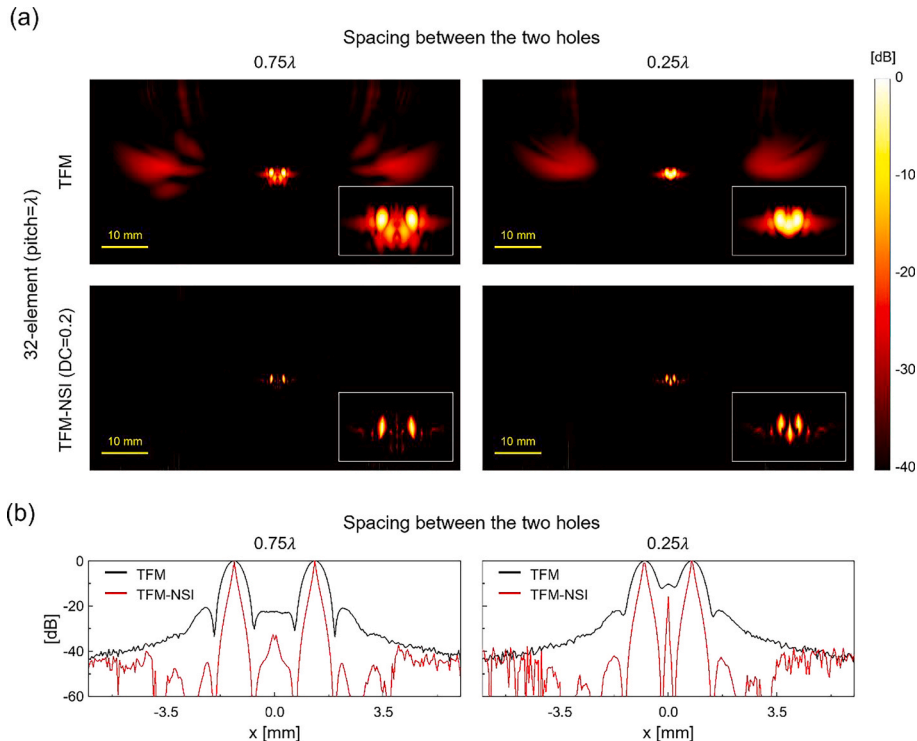 (a)
Spacing between the two holes
0.75λ
0.25λ
[dB]
0
-10
-20
-30
-40
32-element (pitch=λ)
TFM
10 mm
10 mm
TFM-NSI (DC=0.2)
10 mm
10 mm
(b)
Spacing between the two holes
0.75λ
0.25λ
[dB]
0
-20
-40
-60
TFM
TFM-NSI
TFM
TFM-NSI
-3.5
0.0
3.5
-3.5
0.0
3.5
x [mm]
x [mm]